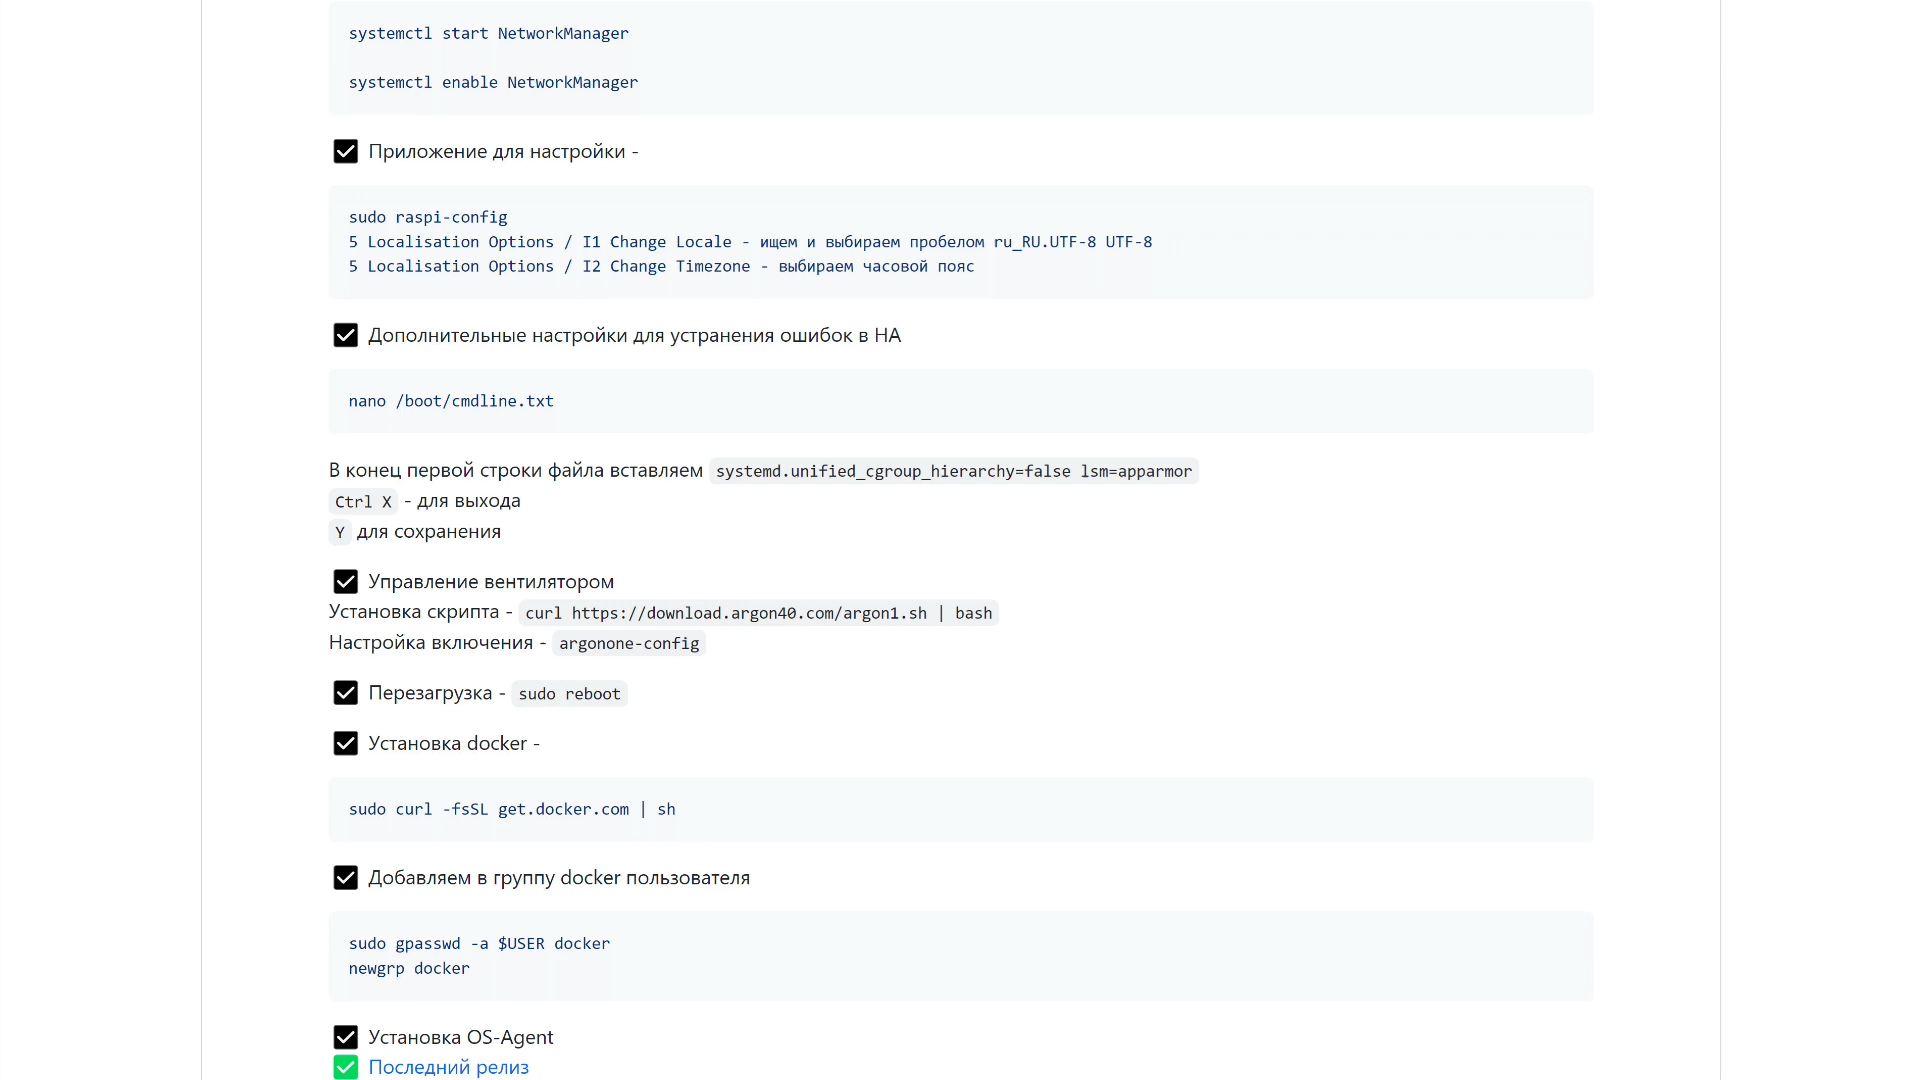 systemctl start NetworkManager
systemctl enable NetworkManager
Приложение для настройки -
sudo raspi-config
5 Localisation Options / I1 Change Locale - ищем и выбираем пробелом ru_RU.UTF-8 UTF-8
5 Localisation Options / I2 Change Timezone - выбираем часовой пояс
Дополнительные настройки для устранения ошибок в HA
nano /boot/cmdline.txt
В конец первой строки файла вставляем systemd.unified_cgroup_hierarchy=false lsm=apparmor
Ctrl X - для выхода
Y для сохранения
Управление вентилятором
Установка скрипта - curl https://download.argon40.com/argon1.sh | bash
Настройка включения - argonone-config
Перезагрузка - sudo reboot
Установка docker -
sudo curl -fsSL get.docker.com | sh
Добавляем в группу docker пользователя
sudo gpasswd -a $USER docker
newgrp docker
Установка OS-Agent
Последний релиз